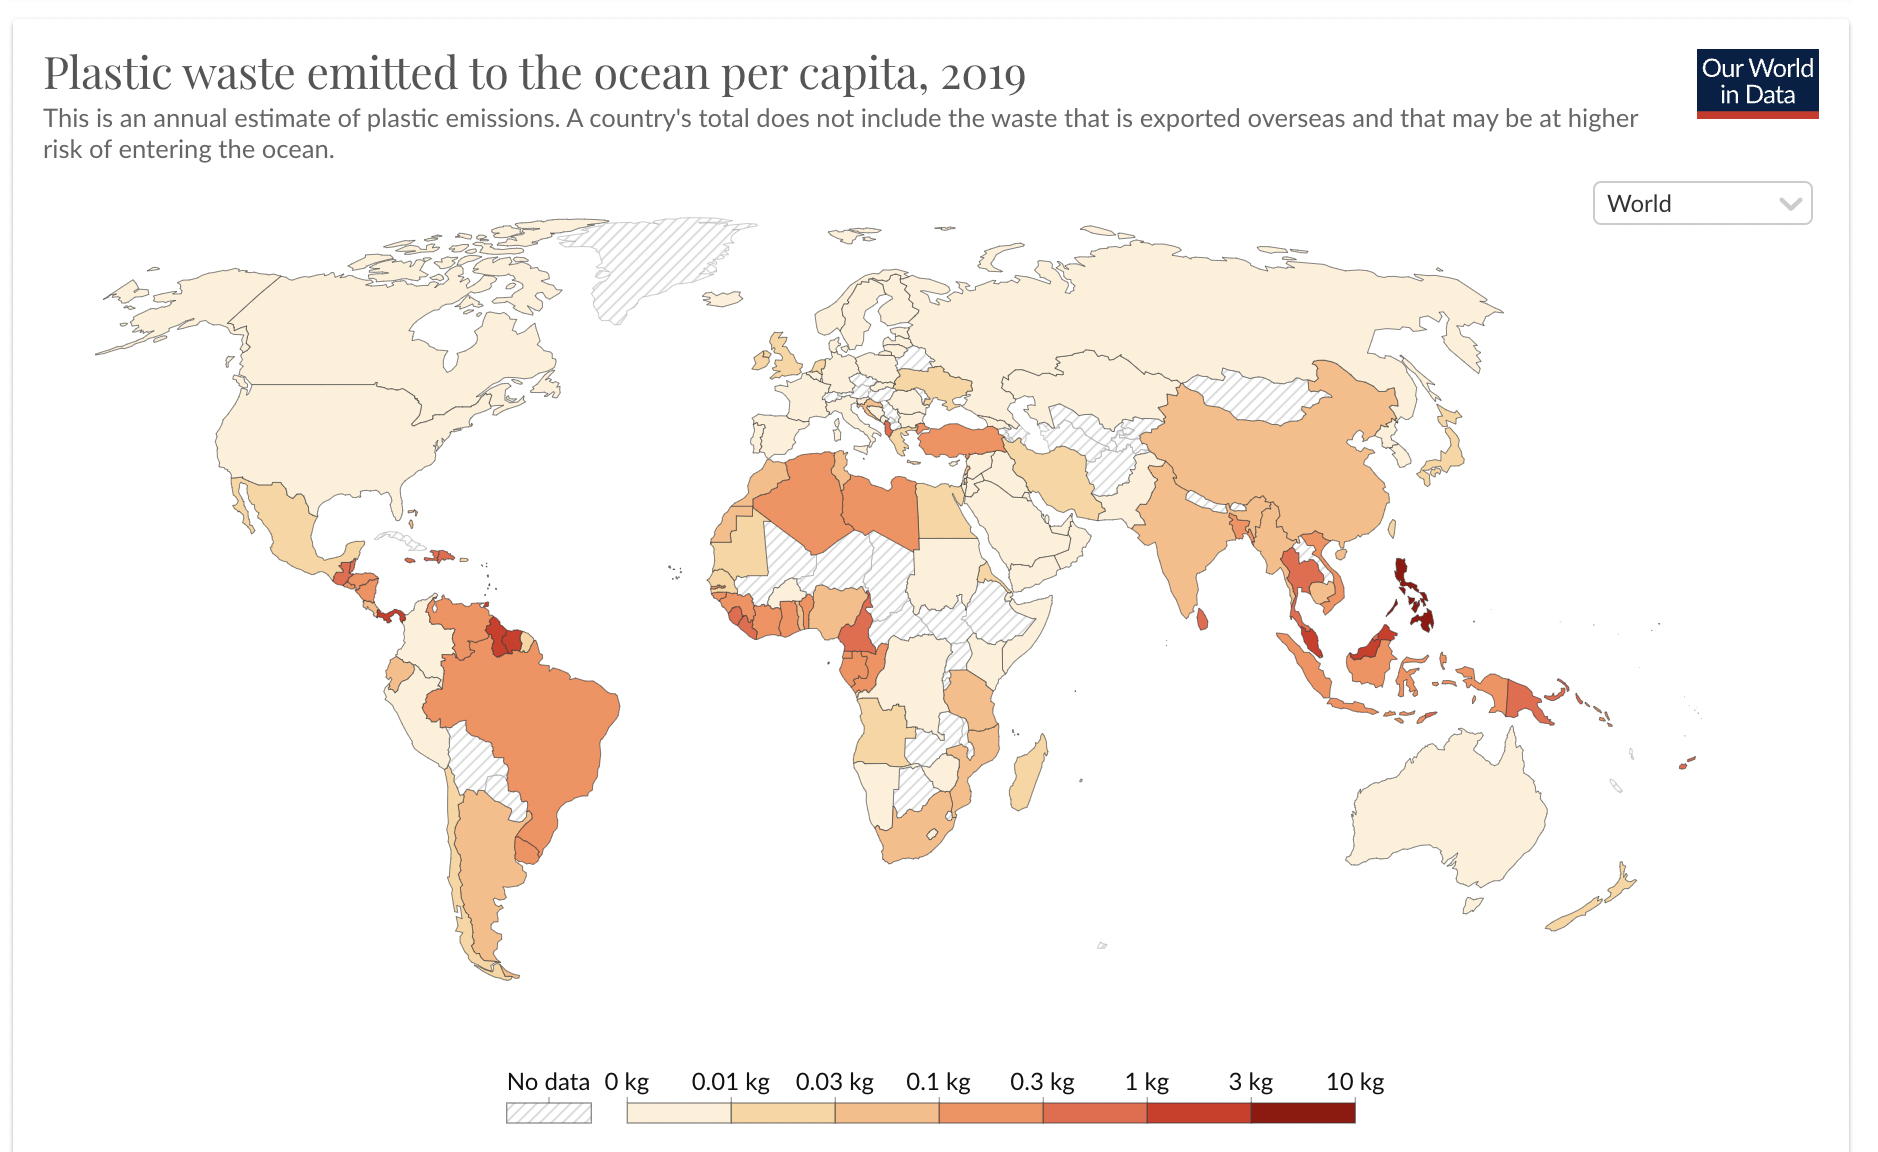 Plastic waste emitted to the ocean per capita, 2019
This is an annual estimate of plastic emissions. A country's total does not include the waste that is exported overseas and that may be at higher
risk of entering the ocean.
Our World
in Data
World
No data 0 kg 0.01 kg 0.03 kg 0.1 kg 0.3 kg 1 kg 3 kg 10 kg